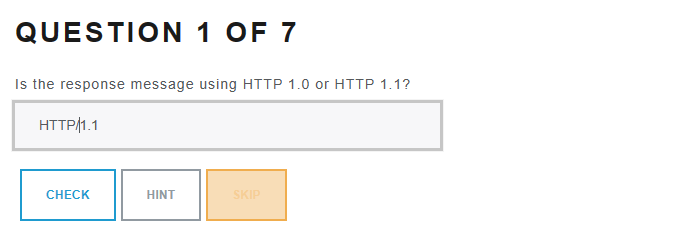 QUESTION 1 OF 7
Is the response message using HTTP 1.0 or HTTP 1.1?
HTTP/1.1
CHECK HINT SKIP